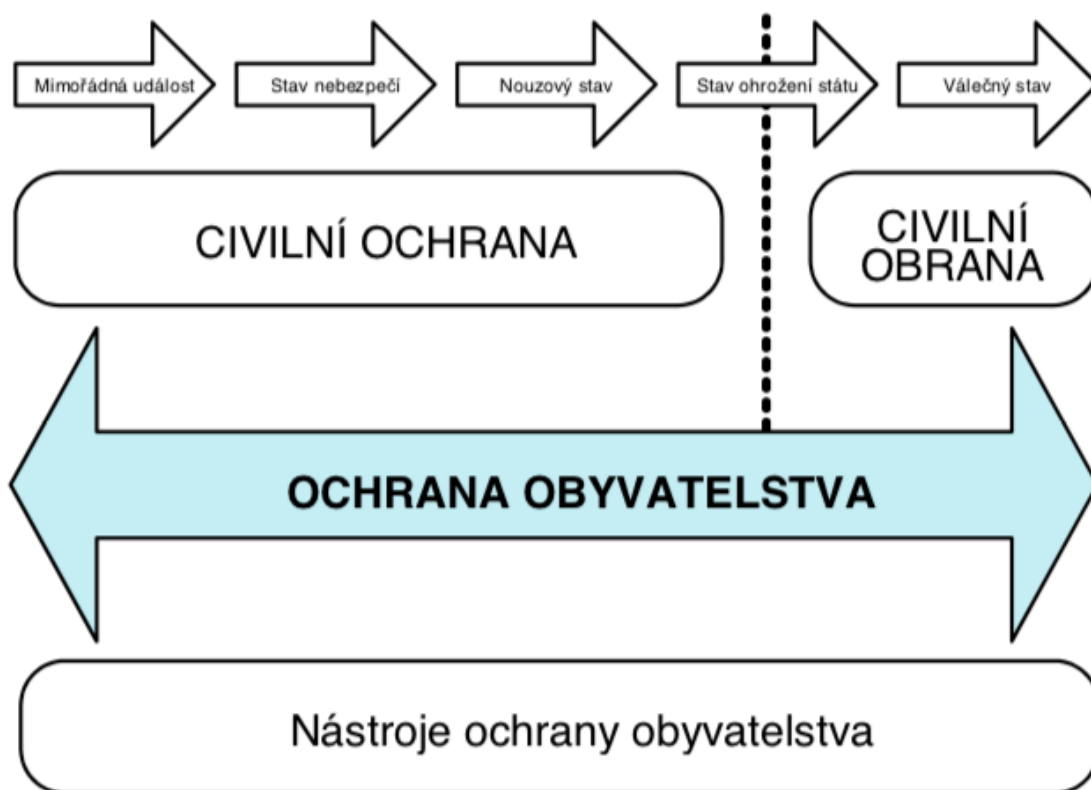 Mimořádná událost
Stav nebezpečí
Nouzový stav
Stav ohrožení státu
Válečný stav
CIVILNÍ OCHRANA
CIVILNÍ
OBRANA
OCHRANA OBYVATELSTVA
Nástroje ochrany obyvatelstva